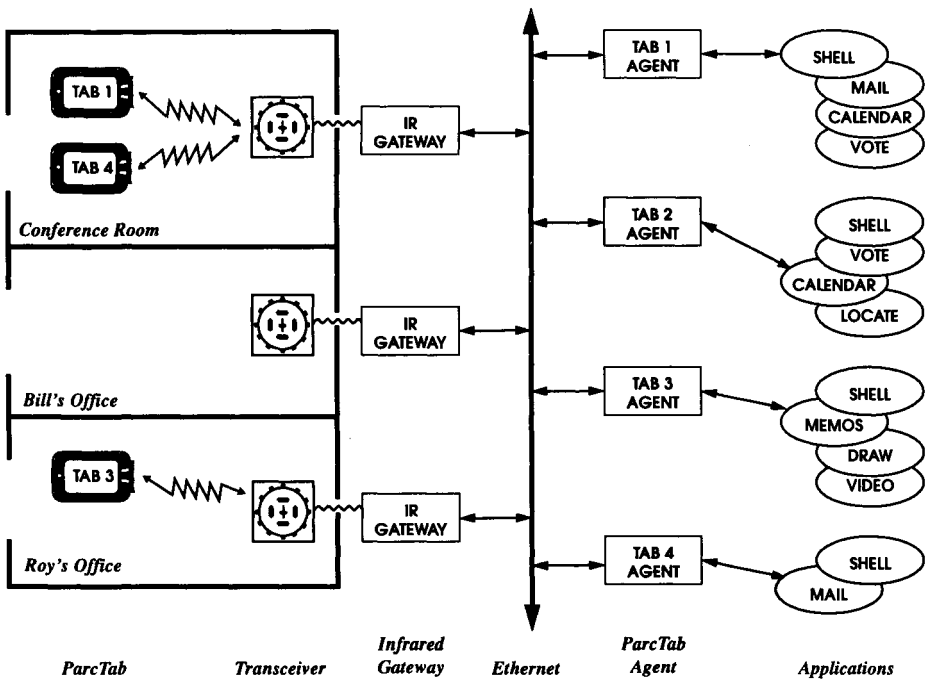 TAB 1
TAB 4
Conference Room
Bill's Office
TAB 3
Roy's Office
IR
GATEWAY
IR
GATEWAY
IR
GATEWAY
TAB 1
AGENT
TAB 2
AGENT
TAB 3
AGENT
TAB 4
AGENT
SHELL
MAIL
CALENDAR
VOTE
SHELL
VOTE
CALENDAR
LOCATE
SHELL
MEMOS
DRAW
VIDEO
SHELL
MAIL
ParcTab
Transceiver
Infrared
Gateway
Ethernet
ParcTab
Agent
Applications